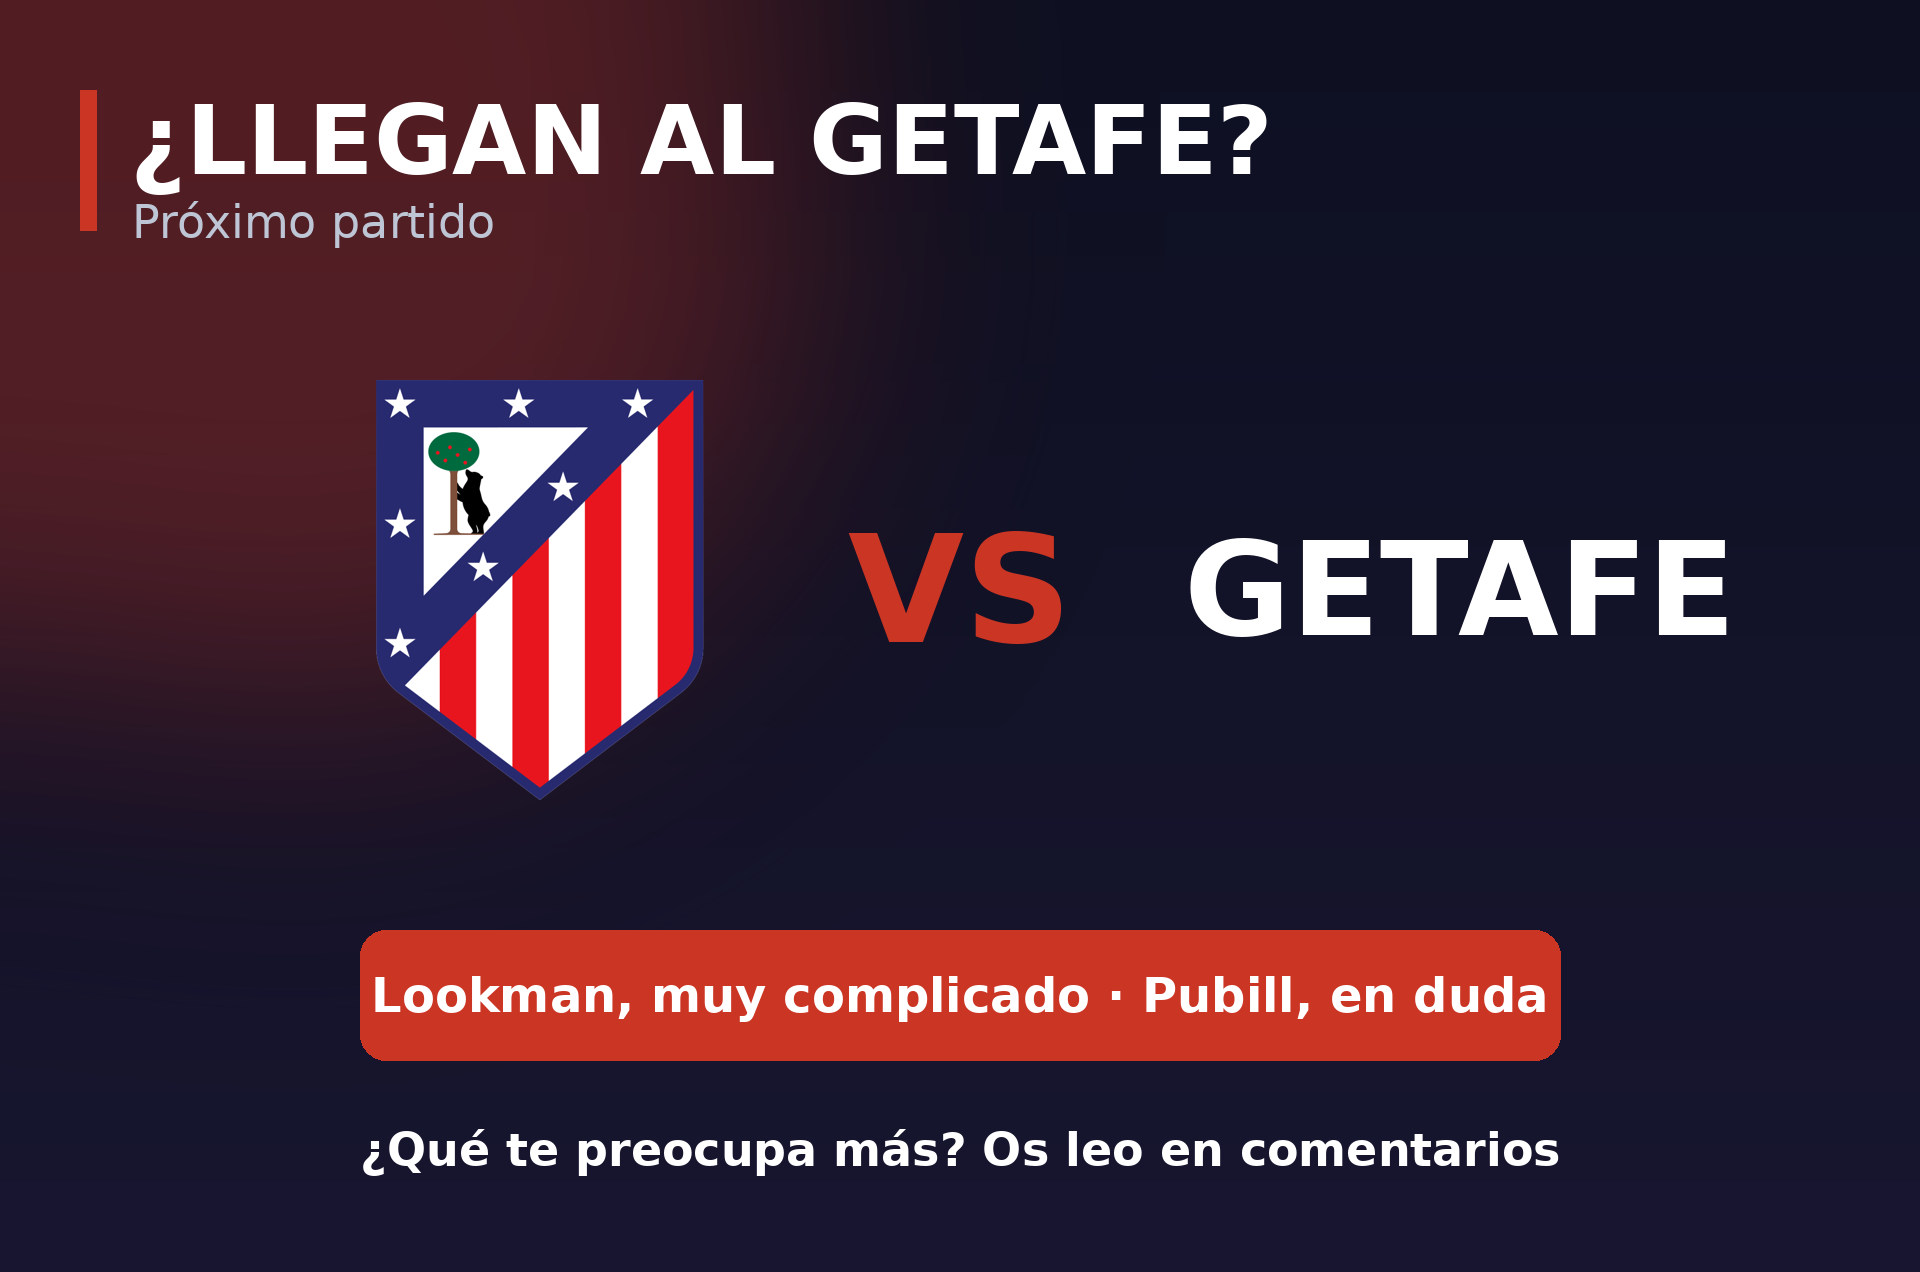 ¿LLEGAN AL GETAFE?
Próximo partido
VS GETAFE
Lookman, muy complicado · Pubill, en duda
¿Qué te preocupa más? Os leo en comentarios